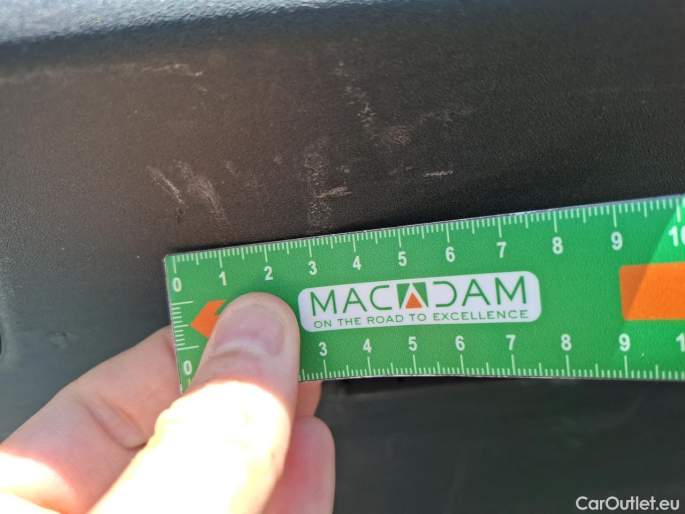 0 1 2 3 4 5 6 7 8 9 10
MACADAM
ON THE ROAD TO EXCELLENCE
0 3 4 5 6 7 8 9 1
CarOutlet.eu